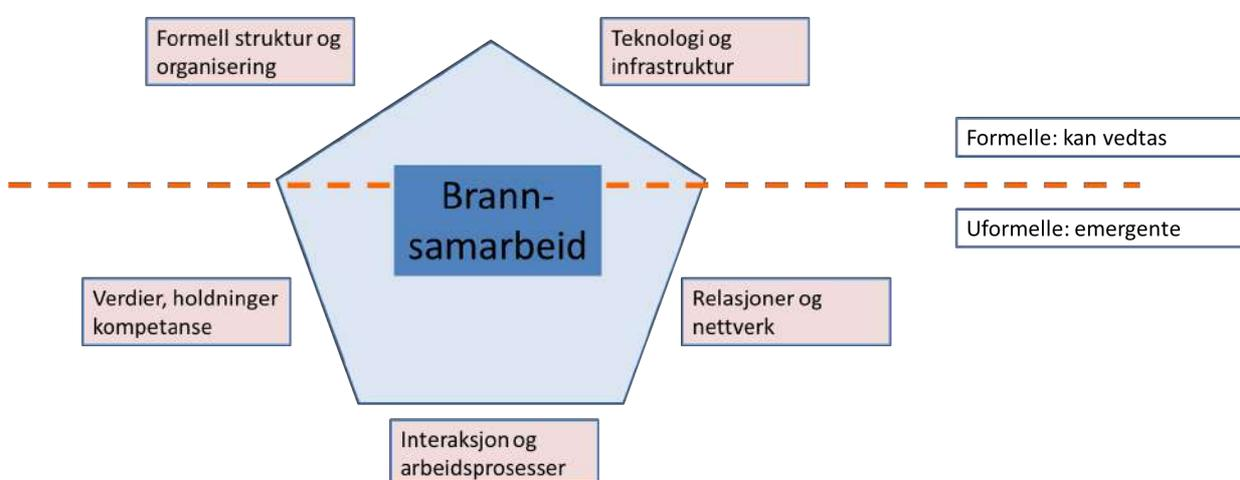 Formell struktur og
organisering
Teknologi og
infrastruktur
Formelle: kan vedtas
Brann-
samarbeid
Uformelle: emergente
Verdier, holdninger
kompetanse
Relasjoner og
nettverk
Interaksjon og
arbeidsprosesser